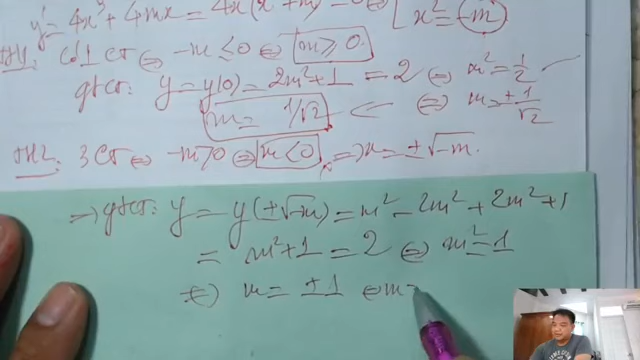 y' = 4x³ + 4mx = 4x(x² + m) = 0 ⇔ [ x² = -m
TH1: Có 1 CT ⇔ -m ≤ 0 ⇔ m ≥ 0.
gtCT: y = y(0) = 2m² + 1 = 2 ⇔ m² = 1/2
m = 1/√2 ⇔ m = ±1/√2
TH2: 3 CT ⇔ -m > 0 ⇔ m < 0 ⇒ x = ±√-m.
⇒ gtCT: y = y(±√-m) = m² - 2m² + 2m² + 1
= m² + 1 = 2 ⇔ m² = 1
⇔ m = ±1 ⇔ m =